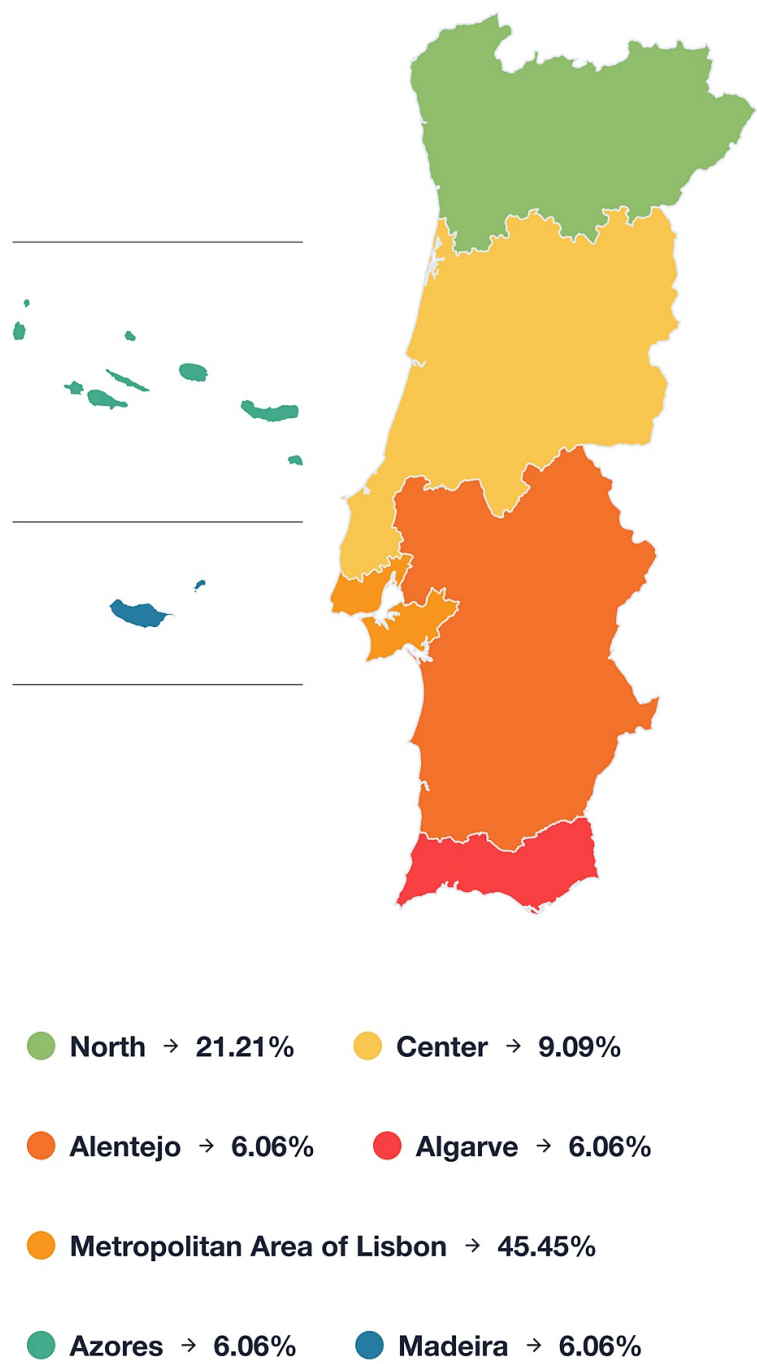 North → 21.21% Center → 9.09%
Alentejo → 6.06% Algarve → 6.06%
Metropolitan Area of Lisbon → 45.45%
Azores → 6.06% Madeira → 6.06%